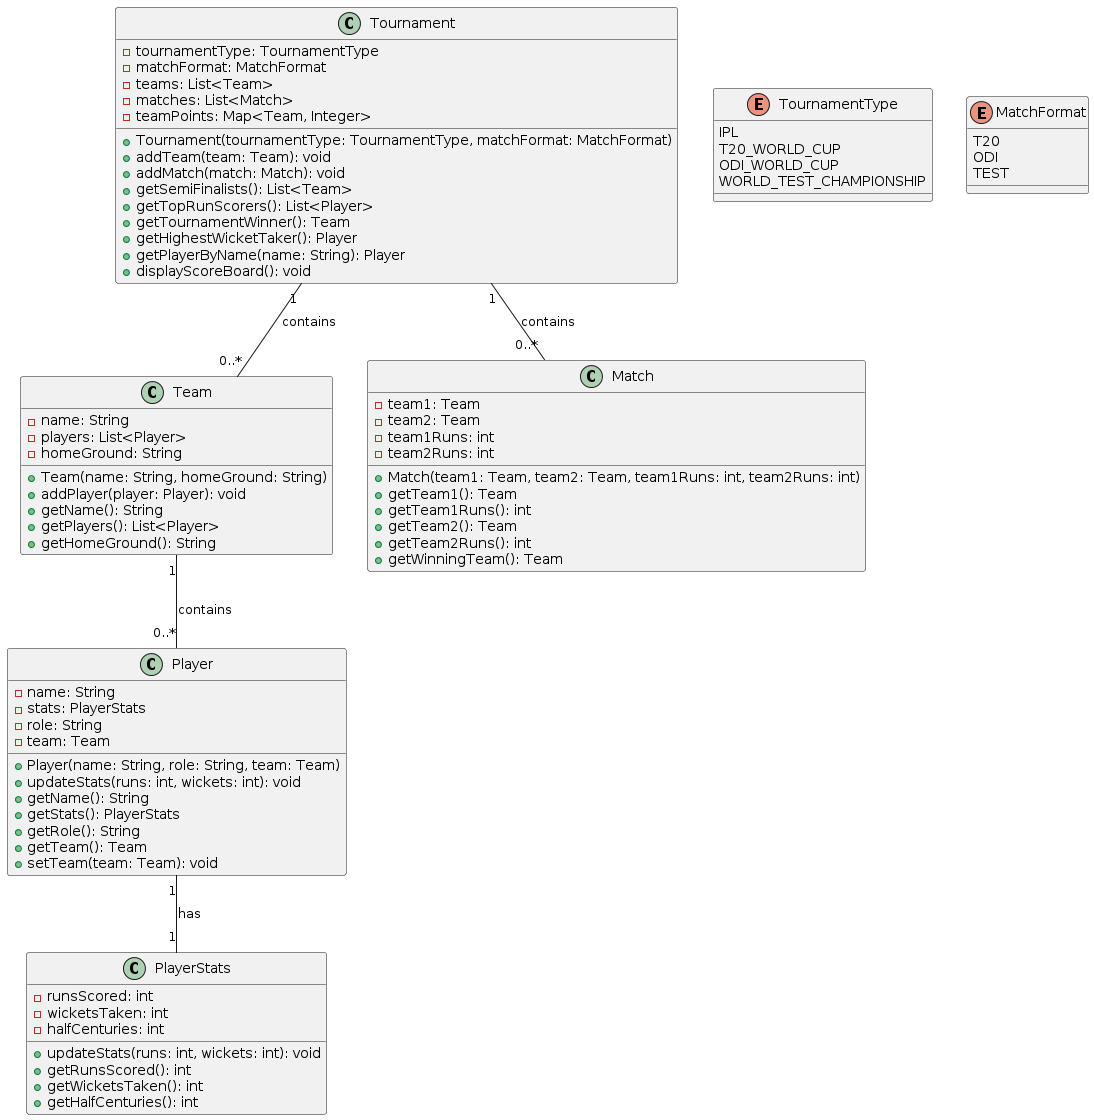 C Tournament
tournamentType: TournamentType
matchFormat: MatchFormat
teams: List<Team>
matches: List<Match>
teamPoints: Map<Team, Integer>
Tournament(tournamentType: TournamentType, matchFormat: MatchFormat)
addTeam(team: Team): void
addMatch(match: Match): void
getSemiFinalists(): List<Team>
getTopRunScorers(): List<Player>
getTournamentWinner(): Team
getHighestWicketTaker(): Player
getPlayerByName(name: String): Player
displayScoreBoard(): void
E TournamentType
IPL
T20_WORLD_CUP
ODI_WORLD_CUP
WORLD_TEST_CHAMPIONSHIP
E MatchFormat
T20
ODI
TEST
1
contains
0..*
1
contains
0..*
C Team
name: String
players: List<Player>
homeGround: String
Team(name: String, homeGround: String)
addPlayer(player: Player): void
getName(): String
getPlayers(): List<Player>
getHomeGround(): String
C Match
team1: Team
team2: Team
team1Runs: int
team2Runs: int
Match(team1: Team, team2: Team, team1Runs: int, team2Runs: int)
getTeam1(): Team
getTeam1Runs(): int
getTeam2(): Team
getTeam2Runs(): int
getWinningTeam(): Team
1
contains
0..*
C Player
name: String
stats: PlayerStats
role: String
team: Team
Player(name: String, role: String, team: Team)
updateStats(runs: int, wickets: int): void
getName(): String
getStats(): PlayerStats
getRole(): String
getTeam(): Team
setTeam(team: Team): void
1
has
1
C PlayerStats
runsScored: int
wicketsTaken: int
halfCenturies: int
updateStats(runs: int, wickets: int): void
getRunsScored(): int
getWicketsTaken(): int
getHalfCenturies(): int